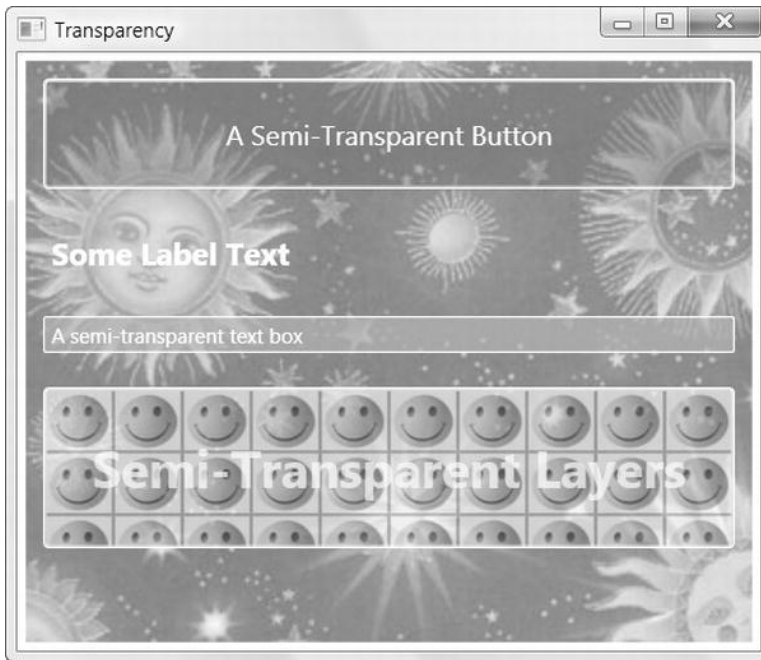 Transparency
A Semi-Transparent Button
Some Label Text
A semi-transparent text box
Semi-Transparent Layers